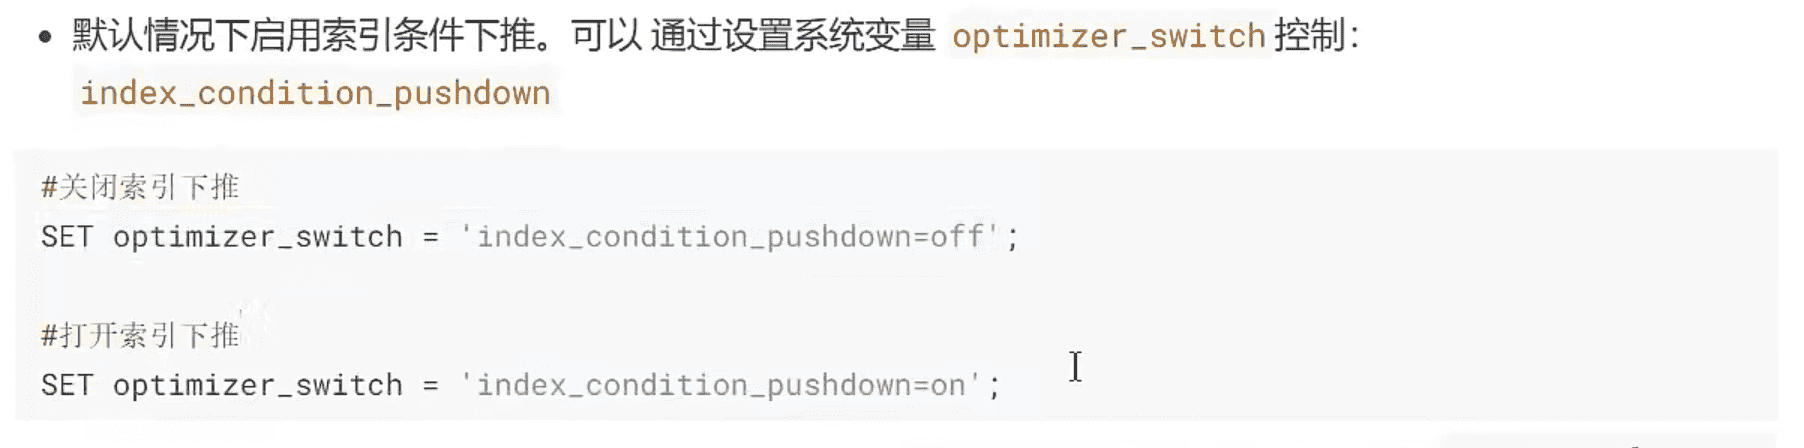 默认情况下启用索引条件下推。可以 通过设置系统变量 optimizer_switch 控制：
index_condition_pushdown
#关闭索引下推
SET optimizer_switch = 'index_condition_pushdown=off';
#打开索引下推
SET optimizer_switch = 'index_condition_pushdown=on';